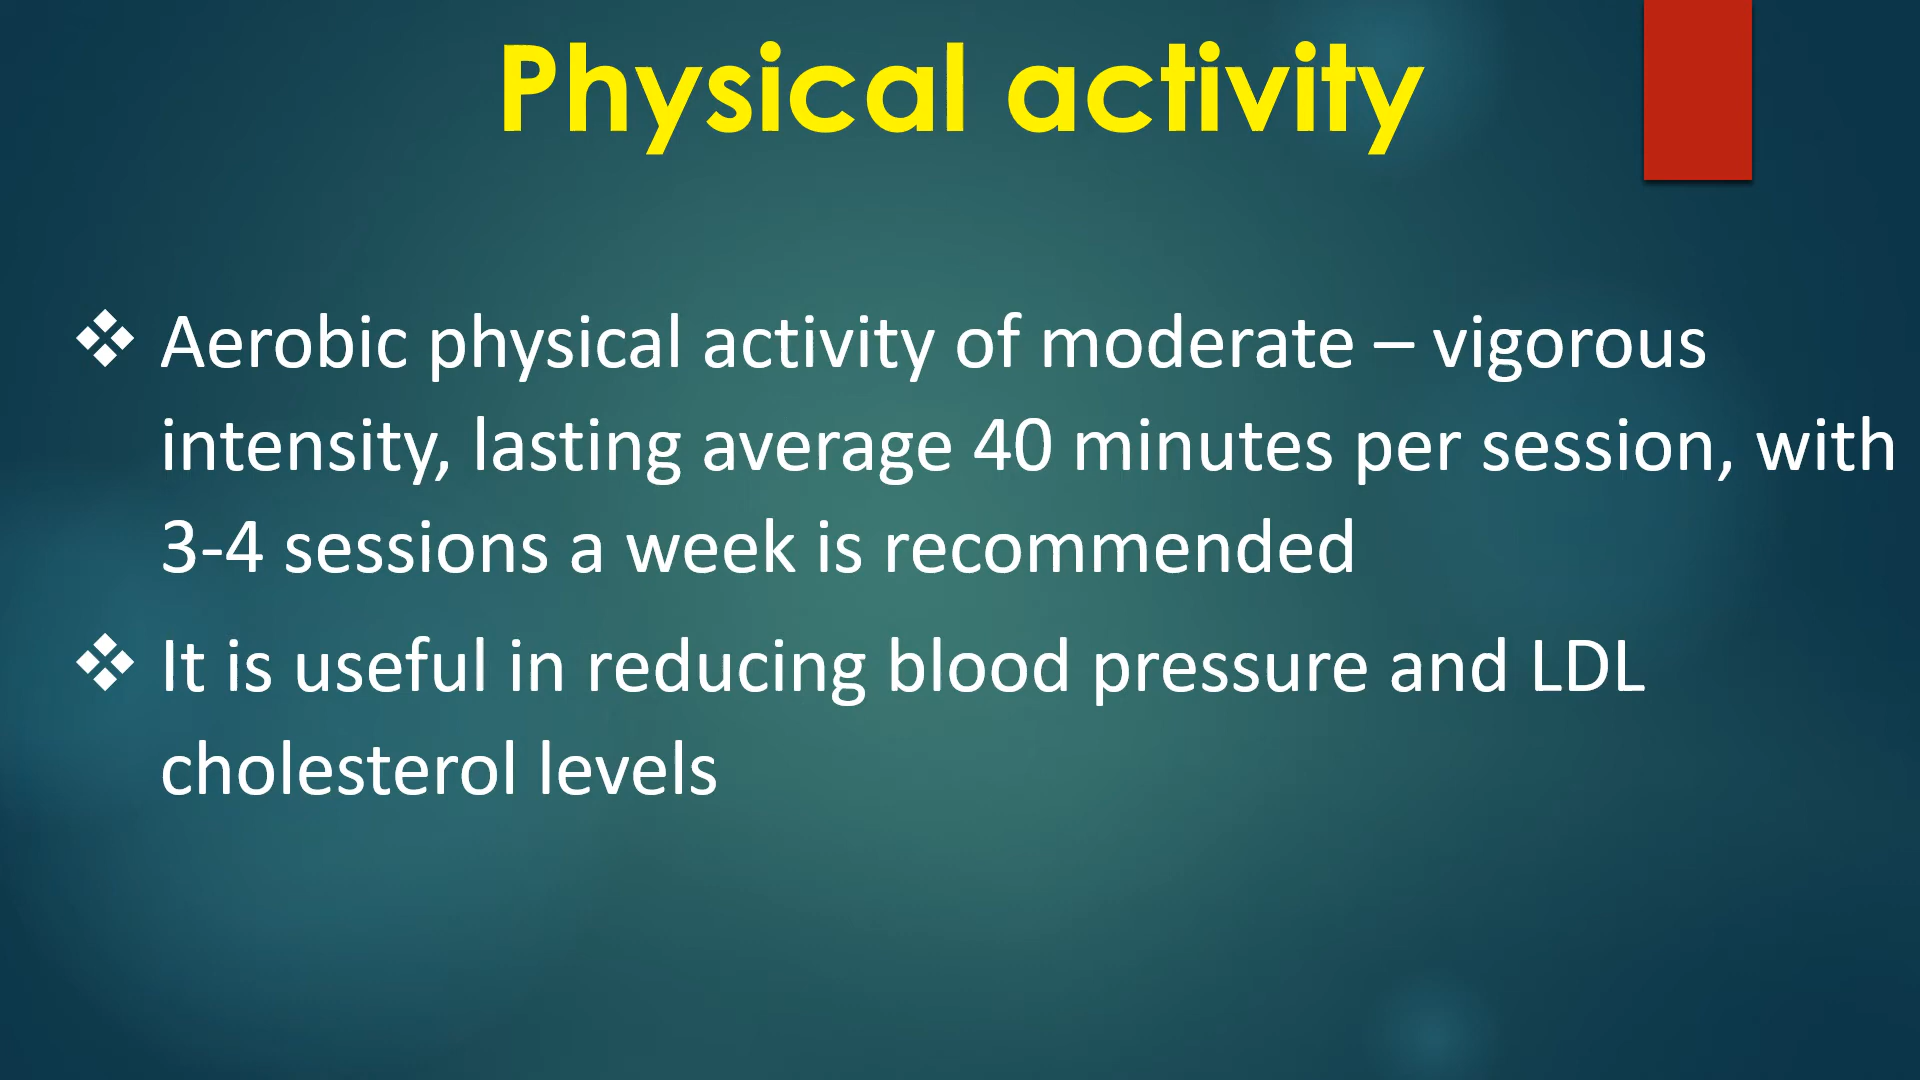 Physical activity
❖ Aerobic physical activity of moderate – vigorous
intensity, lasting average 40 minutes per session, with
3-4 sessions a week is recommended
❖ It is useful in reducing blood pressure and LDL
cholesterol levels